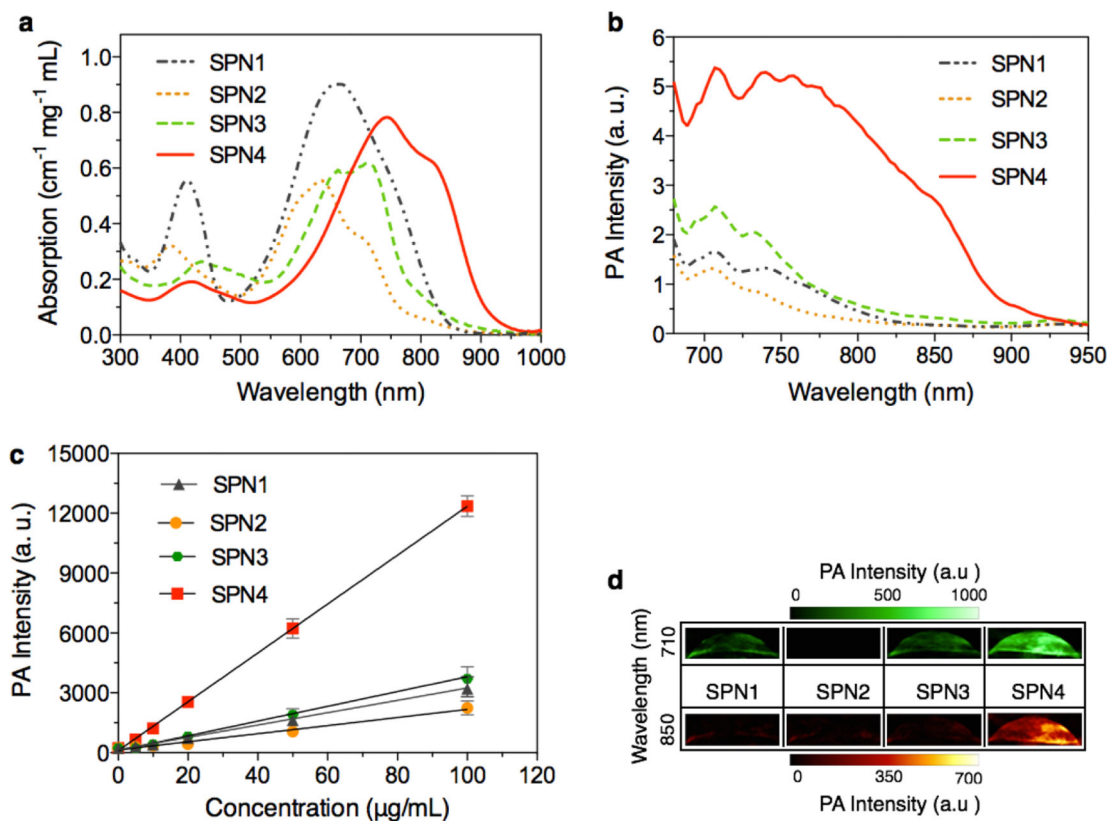 a
1.0
0.8
0.6
0.4
0.2
0.0
Absorption (cm⁻¹ mg⁻¹ mL)
SPN1
SPN2
SPN3
SPN4
300 400 500 600 700 800 900 1000
Wavelength (nm)
b
6
5
4
3
2
1
0
PA Intensity (a. u.)
SPN1
SPN2
SPN3
SPN4
700 750 800 850 900 950
Wavelength (nm)
c
15000
12000
9000
6000
3000
0
PA Intensity (a. u.)
SPN1
SPN2
SPN3
SPN4
0 20 40 60 80 100 120
Concentration (µg/mL)
d
PA Intensity (a.u )
0 500 1000
Wavelength (nm)
710
SPN1 SPN2 SPN3 SPN4
850
0 350 700
PA Intensity (a.u )